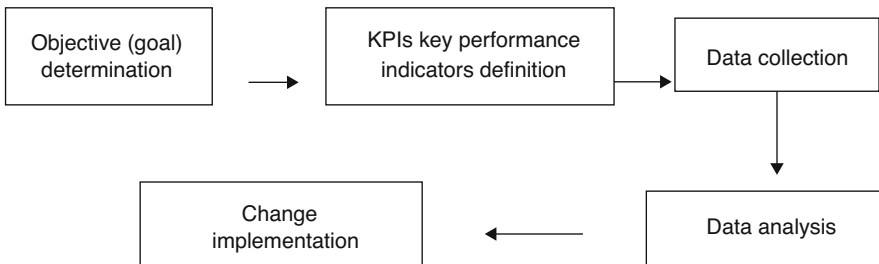 Objective (goal)
determination
KPIs key performance
indicators definition
Data collection
Data analysis
Change
implementation